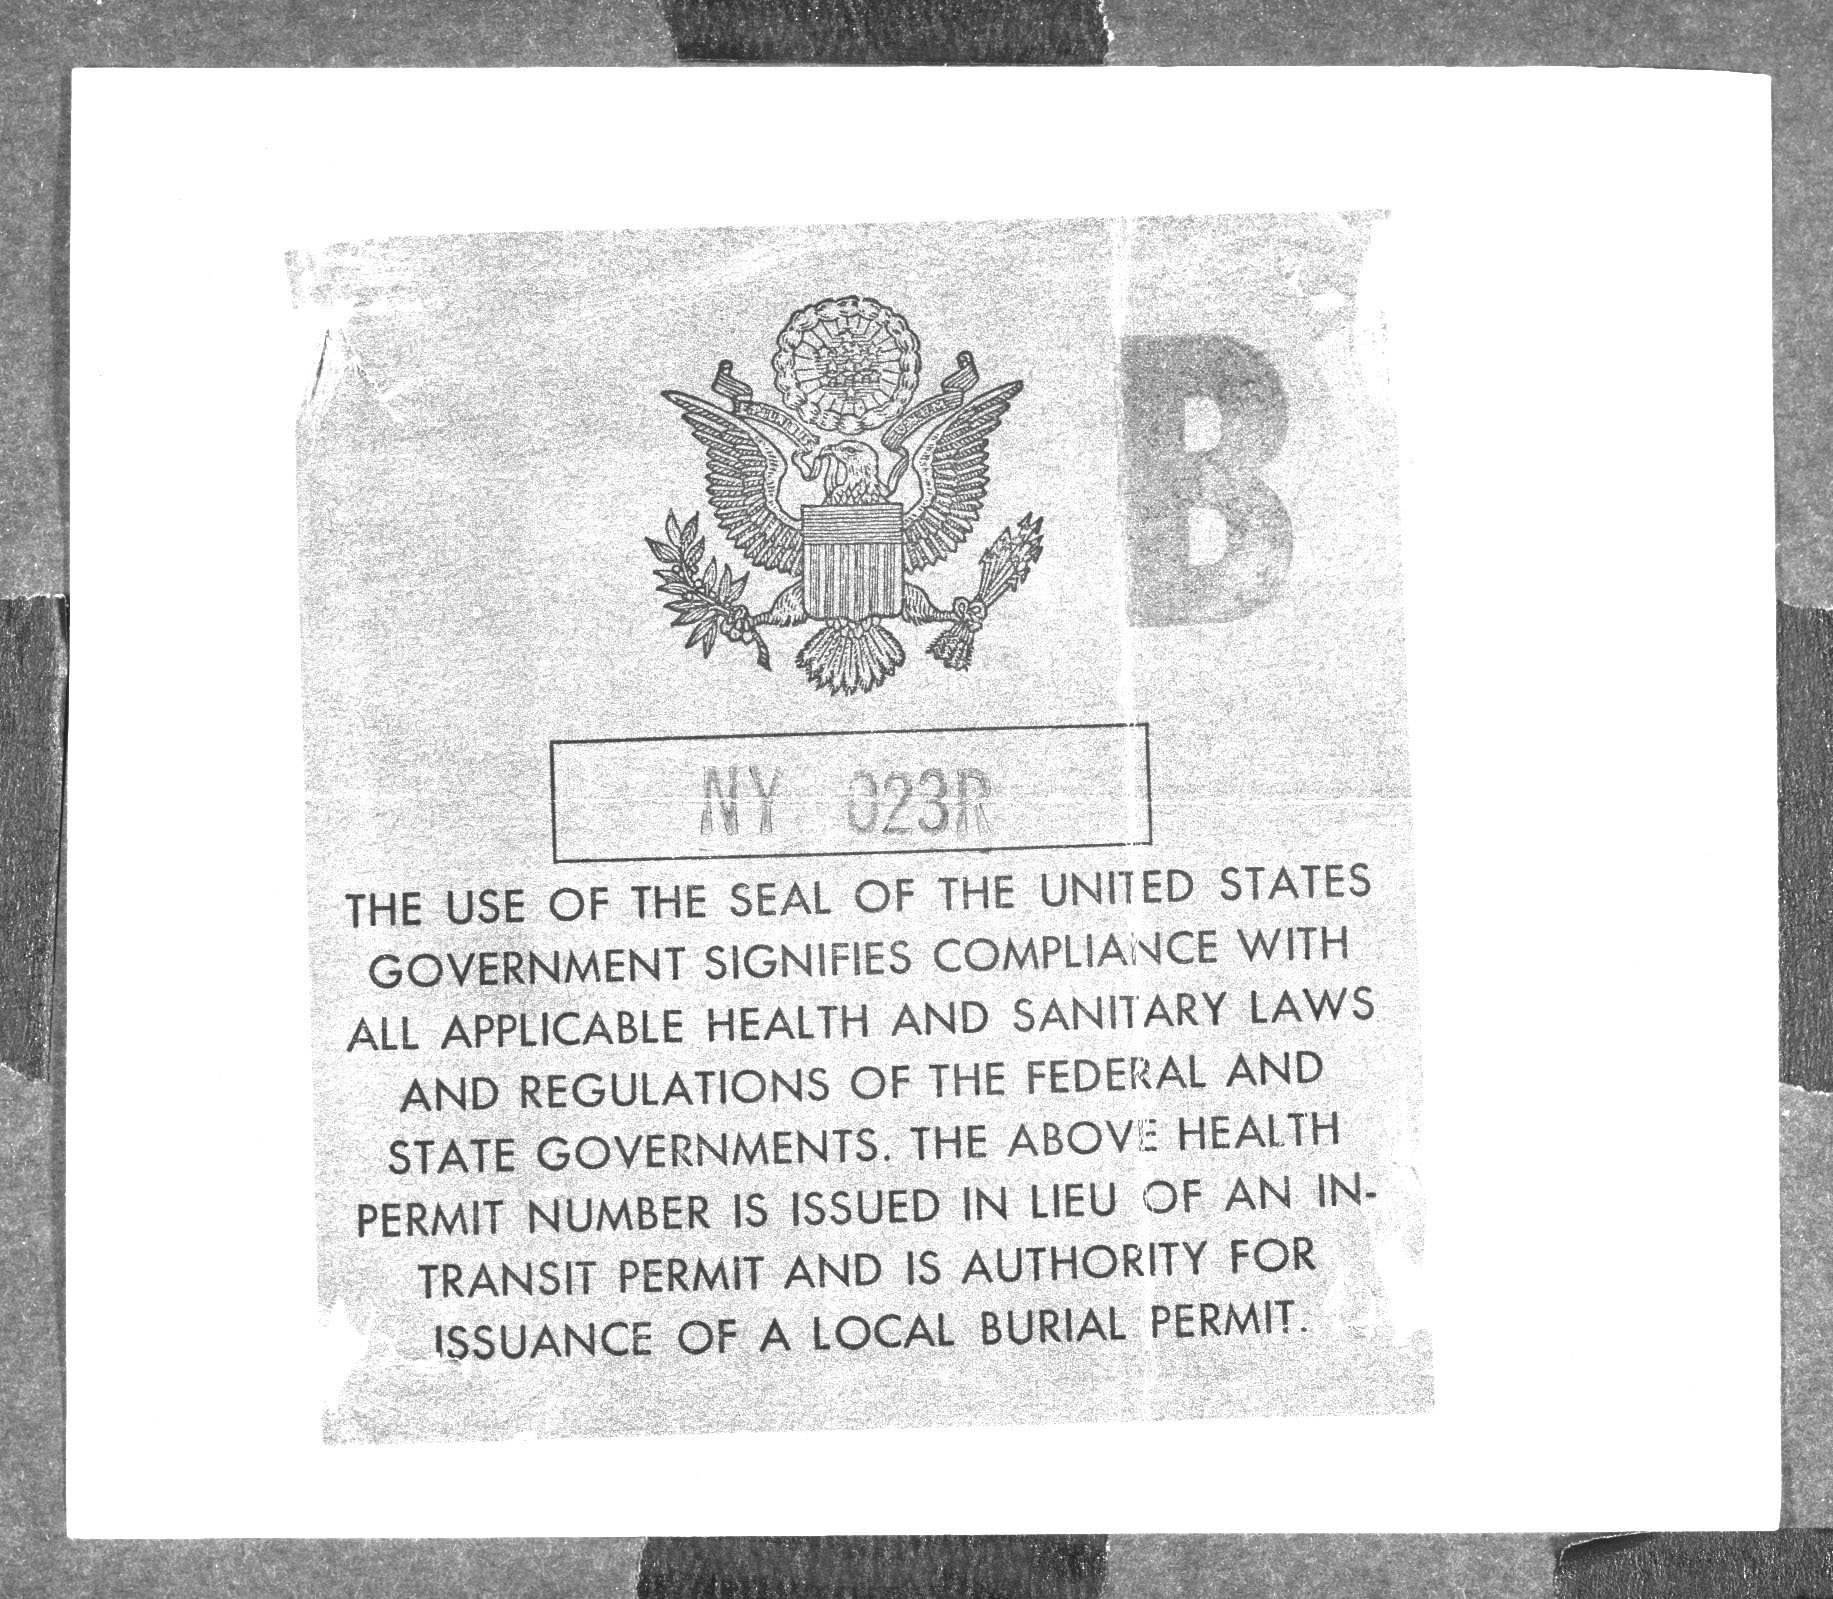 B
NY 023R
THE USE OF THE SEAL OF THE UNITED STATES
GOVERNMENT SIGNIFIES COMPLIANCE WITH
ALL APPLICABLE HEALTH AND SANITARY LAWS
AND REGULATIONS OF THE FEDERAL AND
STATE GOVERNMENTS. THE ABOVE HEALTH
PERMIT NUMBER IS ISSUED IN LIEU OF AN IN-
TRANSIT PERMIT AND IS AUTHORITY FOR
ISSUANCE OF A LOCAL BURIAL PERMIT.